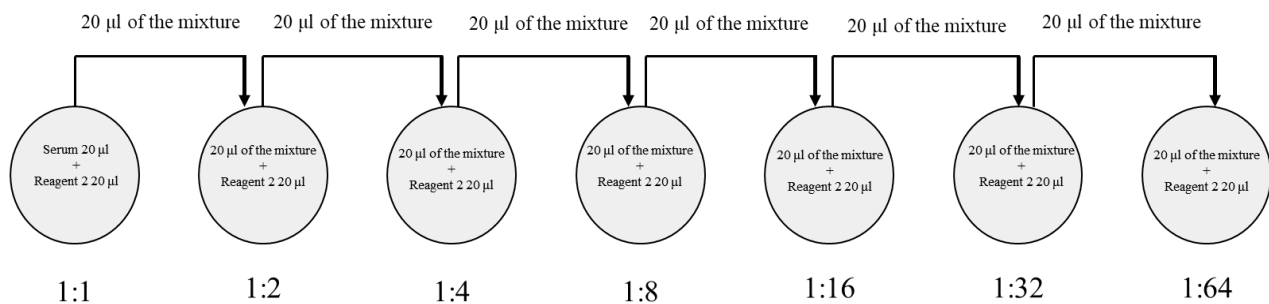 20 µl of the mixture
20 µl of the mixture
20 µl of the mixture
20 µl of the mixture
20 µl of the mixture
20 µl of the mixture
Serum 20 µl
+
Reagent 2 20 µl
20 µl of the mixture
+
Reagent 2 20 µl
20 µl of the mixture
+
Reagent 2 20 µl
20 µl of the mixture
+
Reagent 2 20 µl
20 µl of the mixture
+
Reagent 2 20 µl
20 µl of the mixture
+
Reagent 2 20 µl
20 µl of the mixture
+
Reagent 2 20 µl
1:1
1:2
1:4
1:8
1:16
1:32
1:64